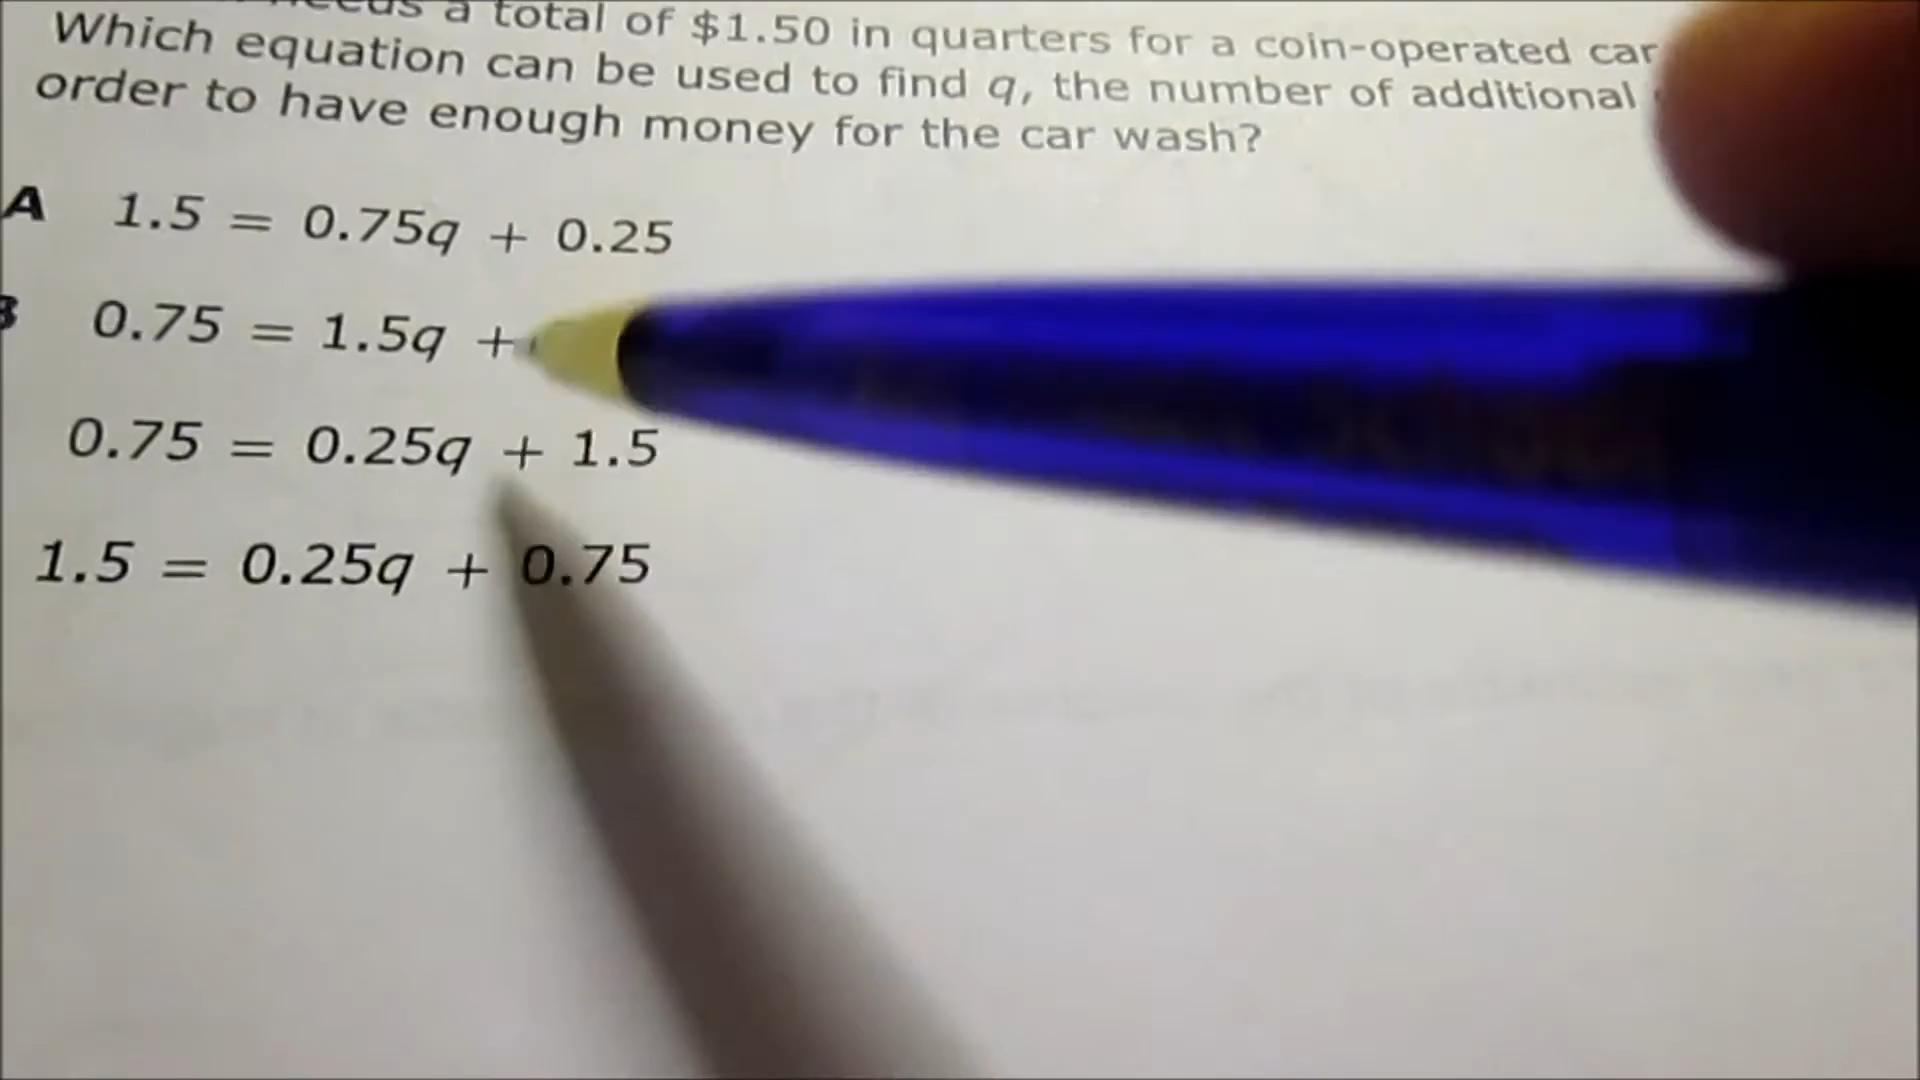 a total of $1.50 in quarters for a coin-operated car
Which equation can be used to find q, the number of additional
order to have enough money for the car wash?
A 1.5 = 0.75q + 0.25
0.75 = 1.5q +
0.75 = 0.25q + 1.5
1.5 = 0.25q + 0.75